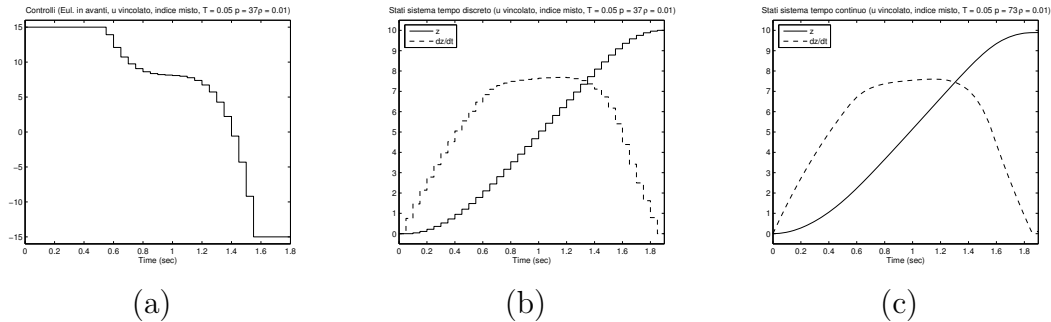 Controlli (Eul. in avanti, u vincolato, indice misto, T = 0.05 p = 37ρ = 0.01)
15
10
5
0
−5
−10
−15
0 0.2 0.4 0.6 0.8 1 1.2 1.4 1.6 1.8
Time (sec)
(a)
Stati sistema tempo discreto (u vincolato, indice misto, T = 0.05 p = 37ρ = 0.01)
z
dz/dt
10
9
8
7
6
5
4
3
2
1
0
0 0.2 0.4 0.6 0.8 1 1.2 1.4 1.6 1.8
Time (sec)
(b)
Stati sistema tempo continuo (u vincolato, indice misto, T = 0.05 p = 73ρ = 0.01)
z
dz/dt
10
9
8
7
6
5
4
3
2
1
0
0 0.2 0.4 0.6 0.8 1 1.2 1.4 1.6 1.8
Time (sec)
(c)